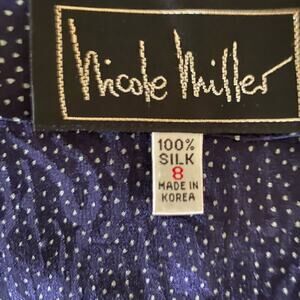 Nicole Miller
100%
SILK
8
MADE IN
KOREA